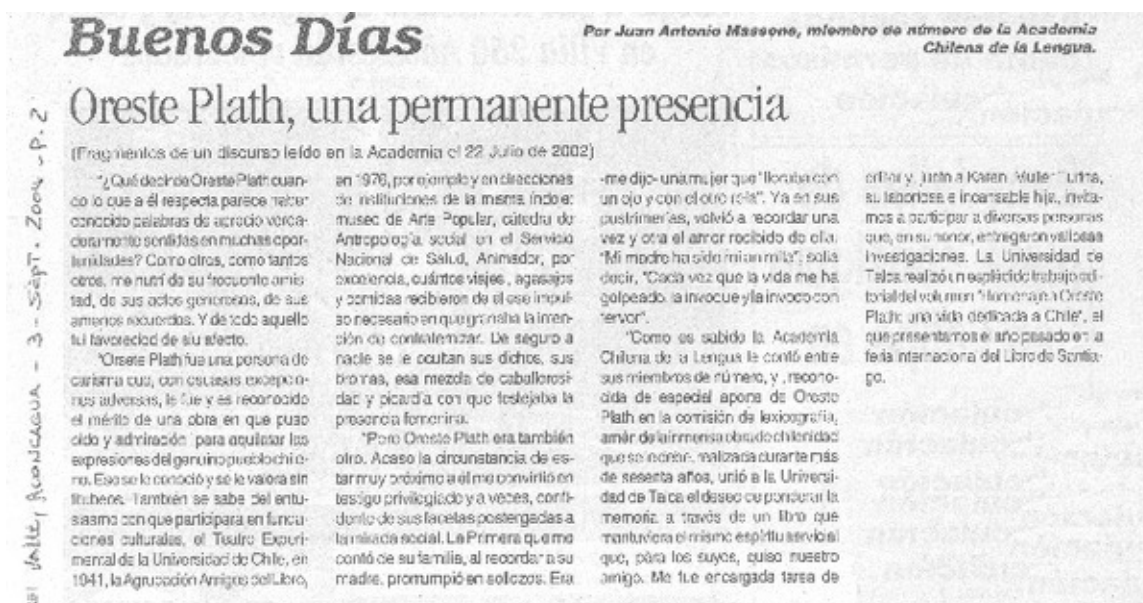 Buenos Días
Por Juan Antonio Massone, miembro de número de la Academia
Chilena de la Lengua.
Oreste Plath, una permanente presencia
(Fragmentos de un discurso leído en la Academia el 22 Julio de 2002)
"¿Qué decir de Oreste Plath cuan-
do lo que a él respecta parece haber
conocido palabras de aprecio verda-
deramente sentidas en muchas opor-
tunidades? Como otros, como tantos
otros, me nutrí de su frecuente amis-
tad, de sus actos generosos, de sus
amenos recuerdos. Y de todo aquello
fui favorecido de su afecto.
"Oreste Plath fue una persona de
carisma que, con escasas excepcio-
nes adversas, le fue y es reconocido
el mérito de una obra en que puso
oído y admiración para aquilatar las
expresiones del genuino pueblo chile-
no. Eso se le conoció y se le valora sin
titubeos. También se sabe del entu-
siasmo con que participara en funda-
ciones culturales, el Teatro Experi-
mental de la Universidad de Chile, en
1941, la Agrupación Amigos del Libro,
en 1976, por ejemplo y en direcciones
de instituciones de la misma índole:
museo de Arte Popular, cátedra de
Antropología social en el Servicio
Nacional de Salud, Animador, por
excelencia, cuántos viajes, agasajos
y comidas recibieron de él ese impul-
so necesario en que granaba la inten-
ción de confraternizar. De seguro a
nadie se le ocultan sus dichos, sus
bromas, esa mezcla de caballerosi-
dad y picardía con que festejaba la
presencia femenina.
"Pero Oreste Plath era también
otro. Acaso la circunstancia de es-
tar muy próximo a él me convirtió en
testigo privilegiado y a veces, confi-
dente de sus facetas postergadas a
la mirada social. La Primera que me
contó de su familia, al recordar a su
madre, prorrumpió en sollozos. Era
-me dijo- una mujer que "lloraba con
un ojo y con el otro reía". Ya en sus
postrimerías, volvió a recordar una
vez y otra el amor recibido de ella.
"Mi madre ha sido mi ermita", solía
decir, "Cada vez que la vida me ha
golpeado, la invoque y la invoco con
fervor".
"Como es sabido la Academia
Chilena de la Lengua le contó entre
sus miembros de número, y, recono-
cida de especial aporte de Oreste
Plath en la comisión de lexicografía,
amén de la inmensa obra de chilenidad
realizada durante más
de sesenta años, unió a la Universi-
dad de Talca el deseo de ponderar la
memoria a través de un libro que
mantuviera el mismo espíritu servicial
que, para los suyos, quiso nuestro
amigo. Me fue encargada tarea de
editor y, junto a Karen Müller Turina,
su laboriosa e incansable hija, invita-
mos a participar a diversas personas
que, en su honor, entregaron valiosas
investigaciones. La Universidad de
Talca realizó un espléndido trabajo edi-
torial del volumen "Homenaje a Oreste
Plath: una vida dedicada a Chile", el
que presentamos el año pasado en la
feria internacional del Libro de Santia-
go.
Valle, Aconcagua - 3 - Sept. 2004 - P. 2